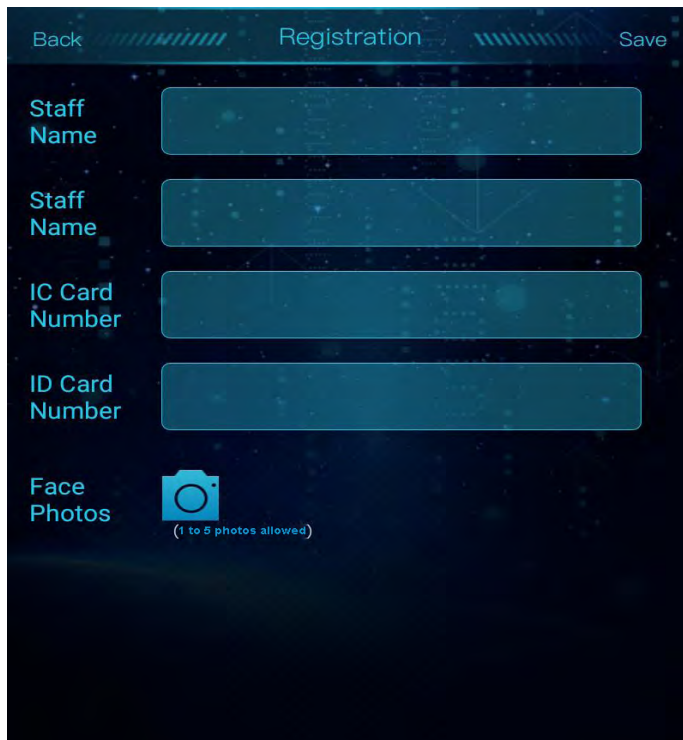 Back Registration Save
Staff
Name
Staff
Name
IC Card
Number
ID Card
Number
Face
Photos
(1 to 5 photos allowed)